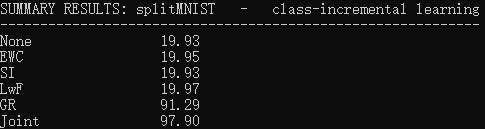 SUMMARY RESULTS: splitMNIST - class-incremental learning
------------------------------------------------------------
None 19.93
EWC 19.95
SI 19.93
LwF 19.97
GR 91.29
Joint 97.90